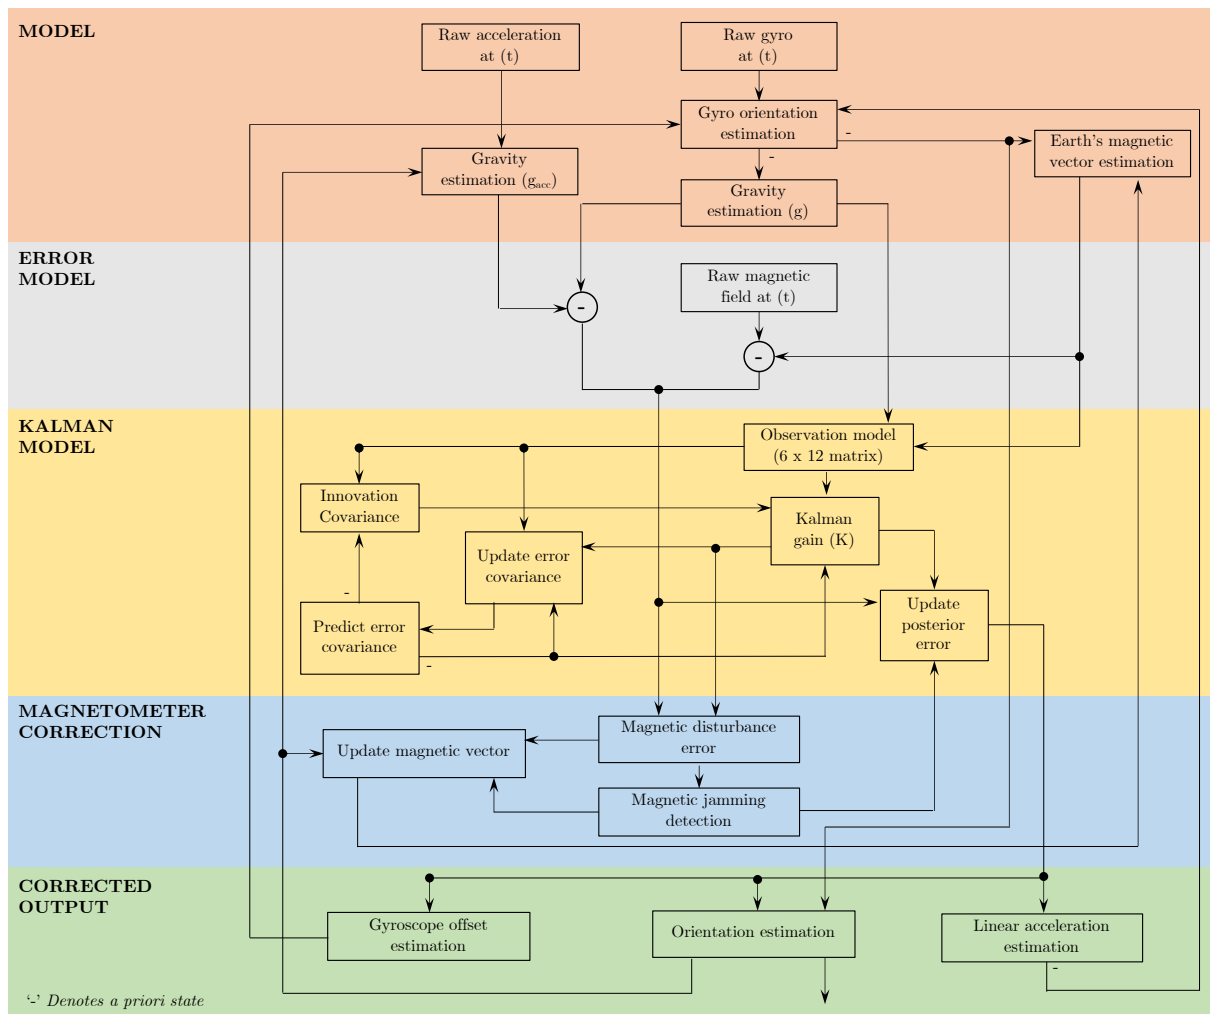 MODEL
Raw acceleration
at (t)
Raw gyro
at (t)
Gyro orientation
estimation
-
Earth's magnetic
vector estimation
Gravity
estimation (gacc)
-
Gravity
estimation (g)
ERROR
MODEL
Raw magnetic
field at (t)
-
-
KALMAN
MODEL
Observation model
(6 x 12 matrix)
Innovation
Covariance
Kalman
gain (K)
Update error
covariance
-
Predict error
covariance
-
Update
posterior
error
MAGNETOMETER
CORRECTION
Magnetic disturbance
error
Update magnetic vector
Magnetic jamming
detection
CORRECTED
OUTPUT
Gyroscope offset
estimation
Orientation estimation
Linear acceleration
estimation
-
‘-’ Denotes a priori state